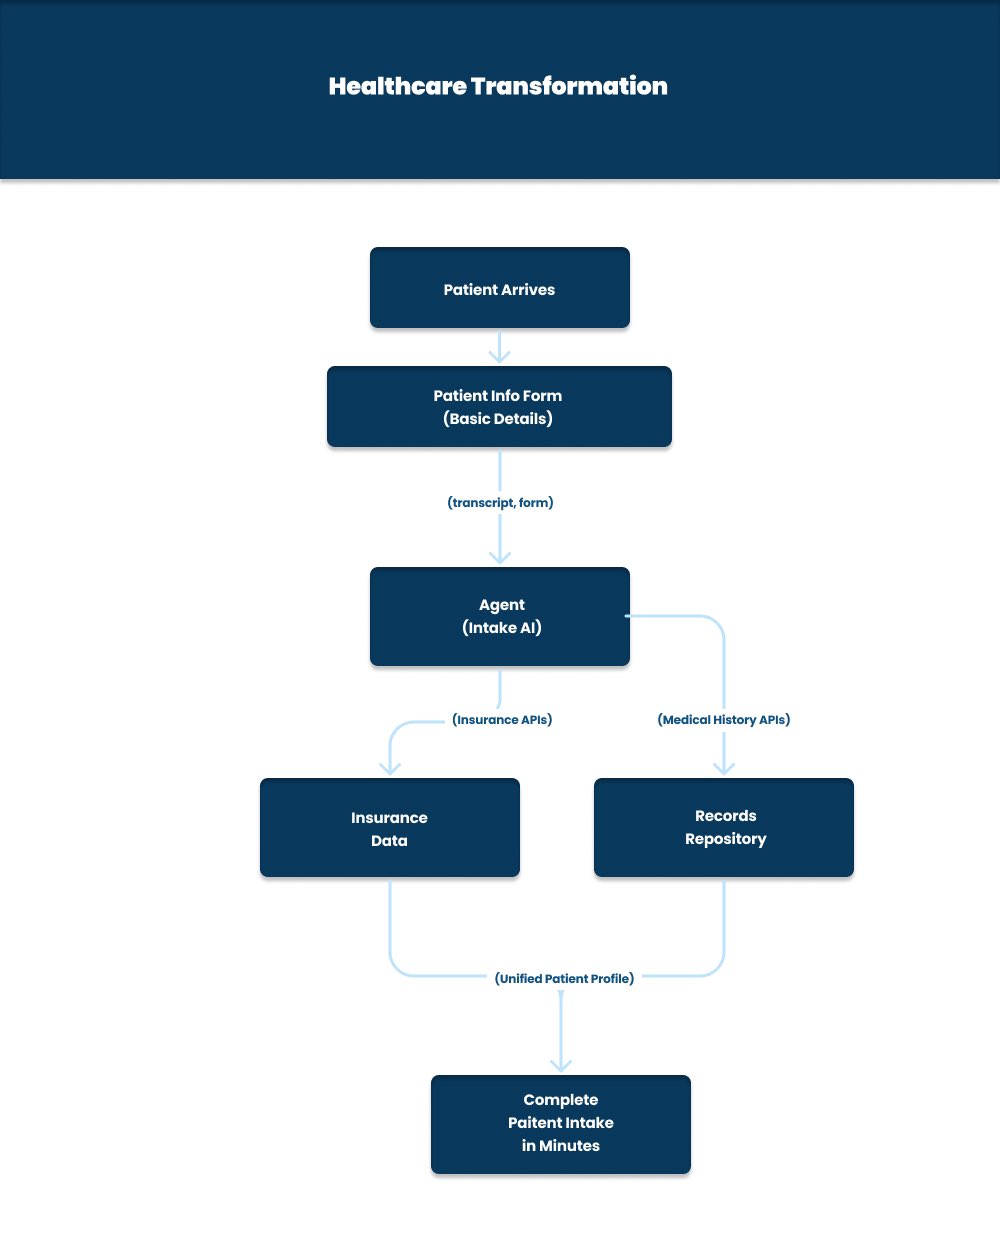 Healthcare Transformation
Patient Arrives
Patient Info Form
(Basic Details)
(transcript, form)
Agent
(Intake AI)
(Insurance APIs)
(Medical History APIs)
Insurance
Data
Records
Repository
(Unified Patient Profile)
Complete
Paitent Intake
in Minutes